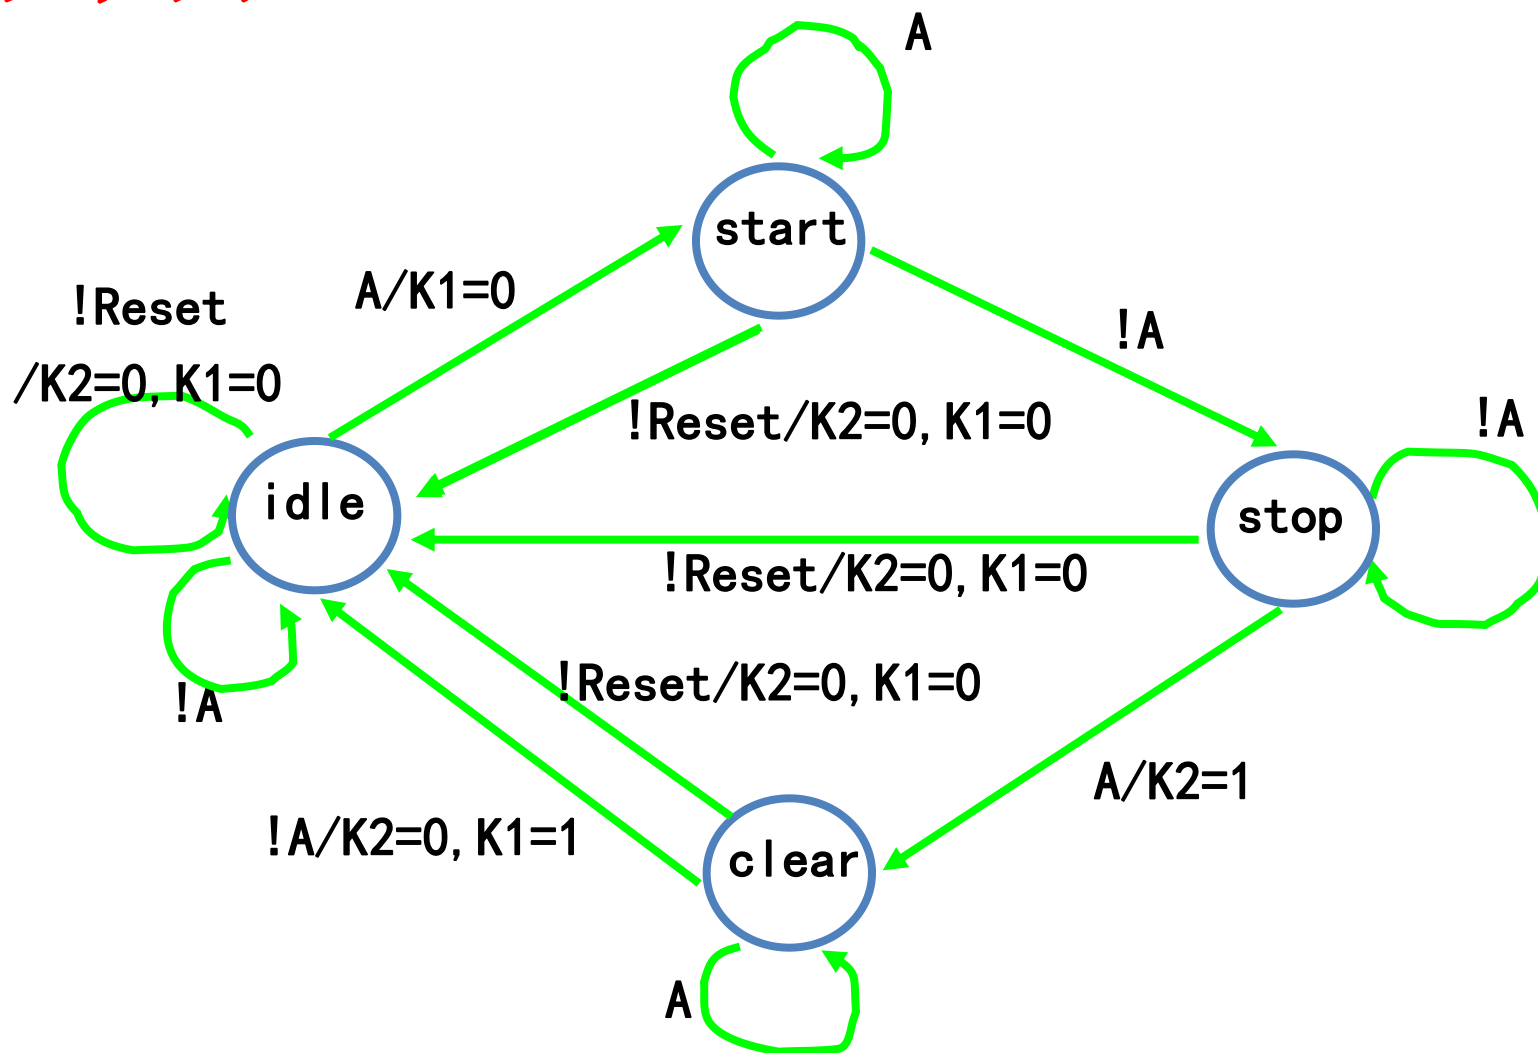 A
start
A/K1=0
!Reset
/K2=0,K1=0
!A
!Reset/K2=0,K1=0
!A
idle
stop
!Reset/K2=0,K1=0
!Reset/K2=0,K1=0
!A
A/K2=1
!A/K2=0,K1=1
clear
A